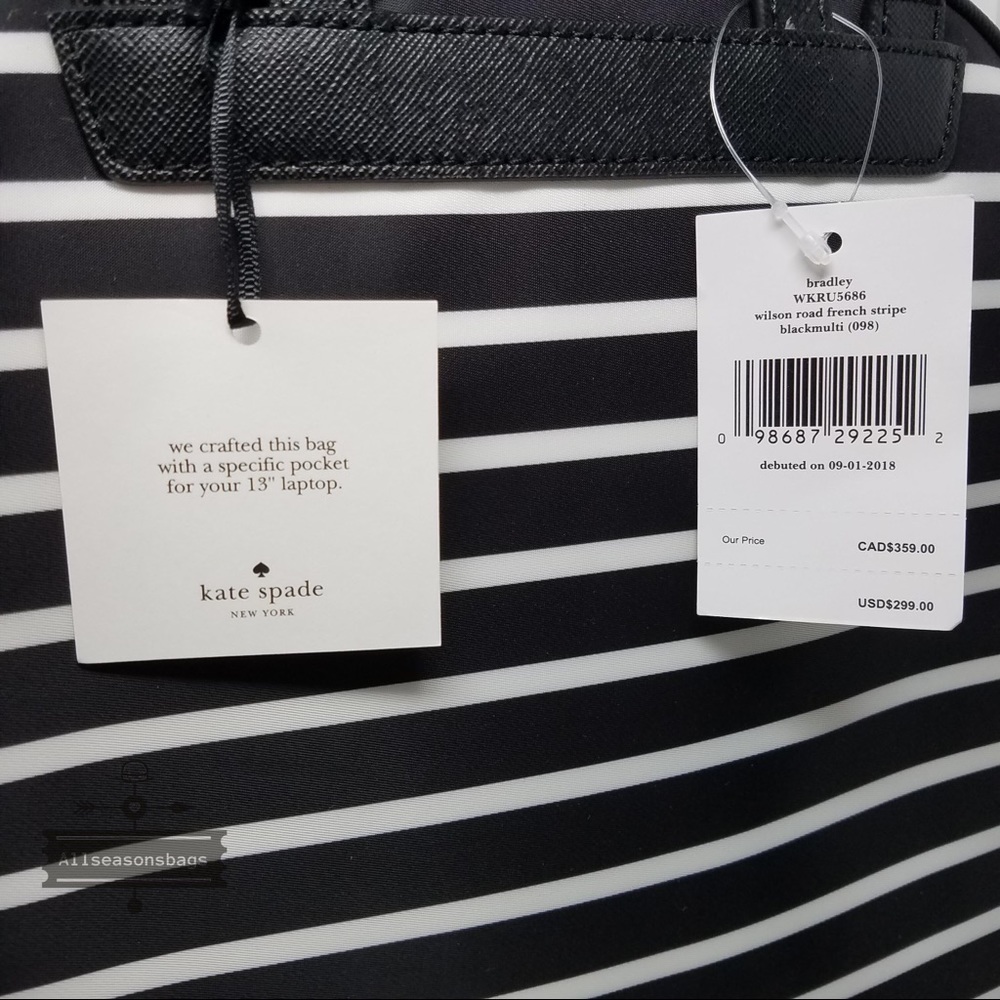 we crafted this bag
with a specific pocket
for your 13" laptop.
kate spade
NEW YORK
bradley
WKRU5686
wilson road french stripe
blackmulti (098)
0 98687 29225 2
debuted on 09-01-2018
Our Price CAD$359.00
USD$299.00
Allseasonsbags